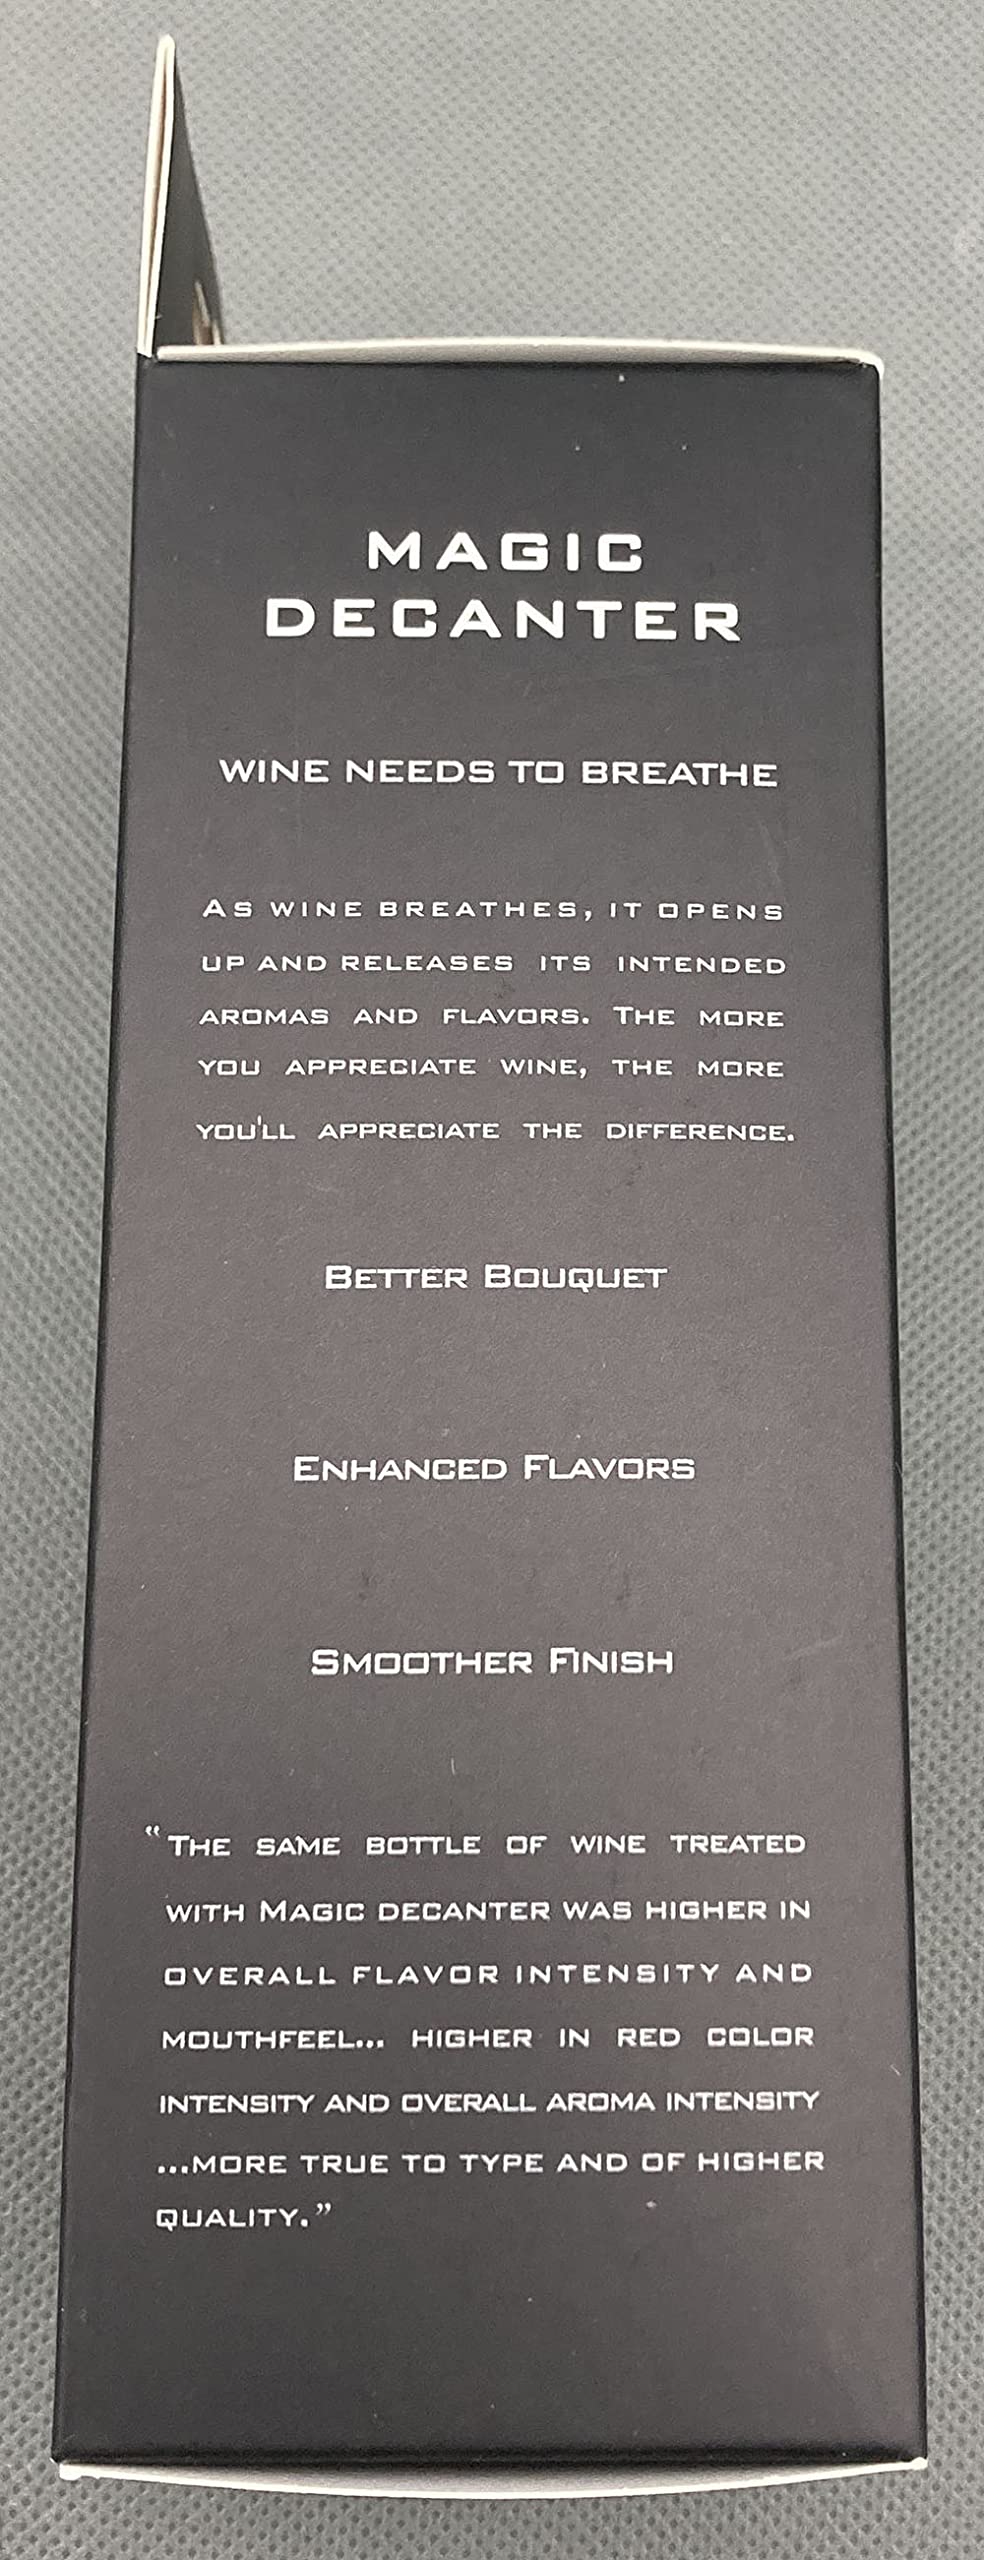 MAGIC
DECANTER
WINE NEEDS TO BREATHE
AS WINE BREATHES, IT OPENS
UP AND RELEASES ITS INTENDED
AROMAS AND FLAVORS. THE MORE
YOU APPRECIATE WINE, THE MORE
YOU'LL APPRECIATE THE DIFFERENCE.
BETTER BOUQUET
ENHANCED FLAVORS
SMOOTHER FINISH
“THE SAME BOTTLE OF WINE TREATED
WITH MAGIC DECANTER WAS HIGHER IN
OVERALL FLAVOR INTENSITY AND
MOUTHFEEL... HIGHER IN RED COLOR
INTENSITY AND OVERALL AROMA INTENSITY
...MORE TRUE TO TYPE AND OF HIGHER
QUALITY.”